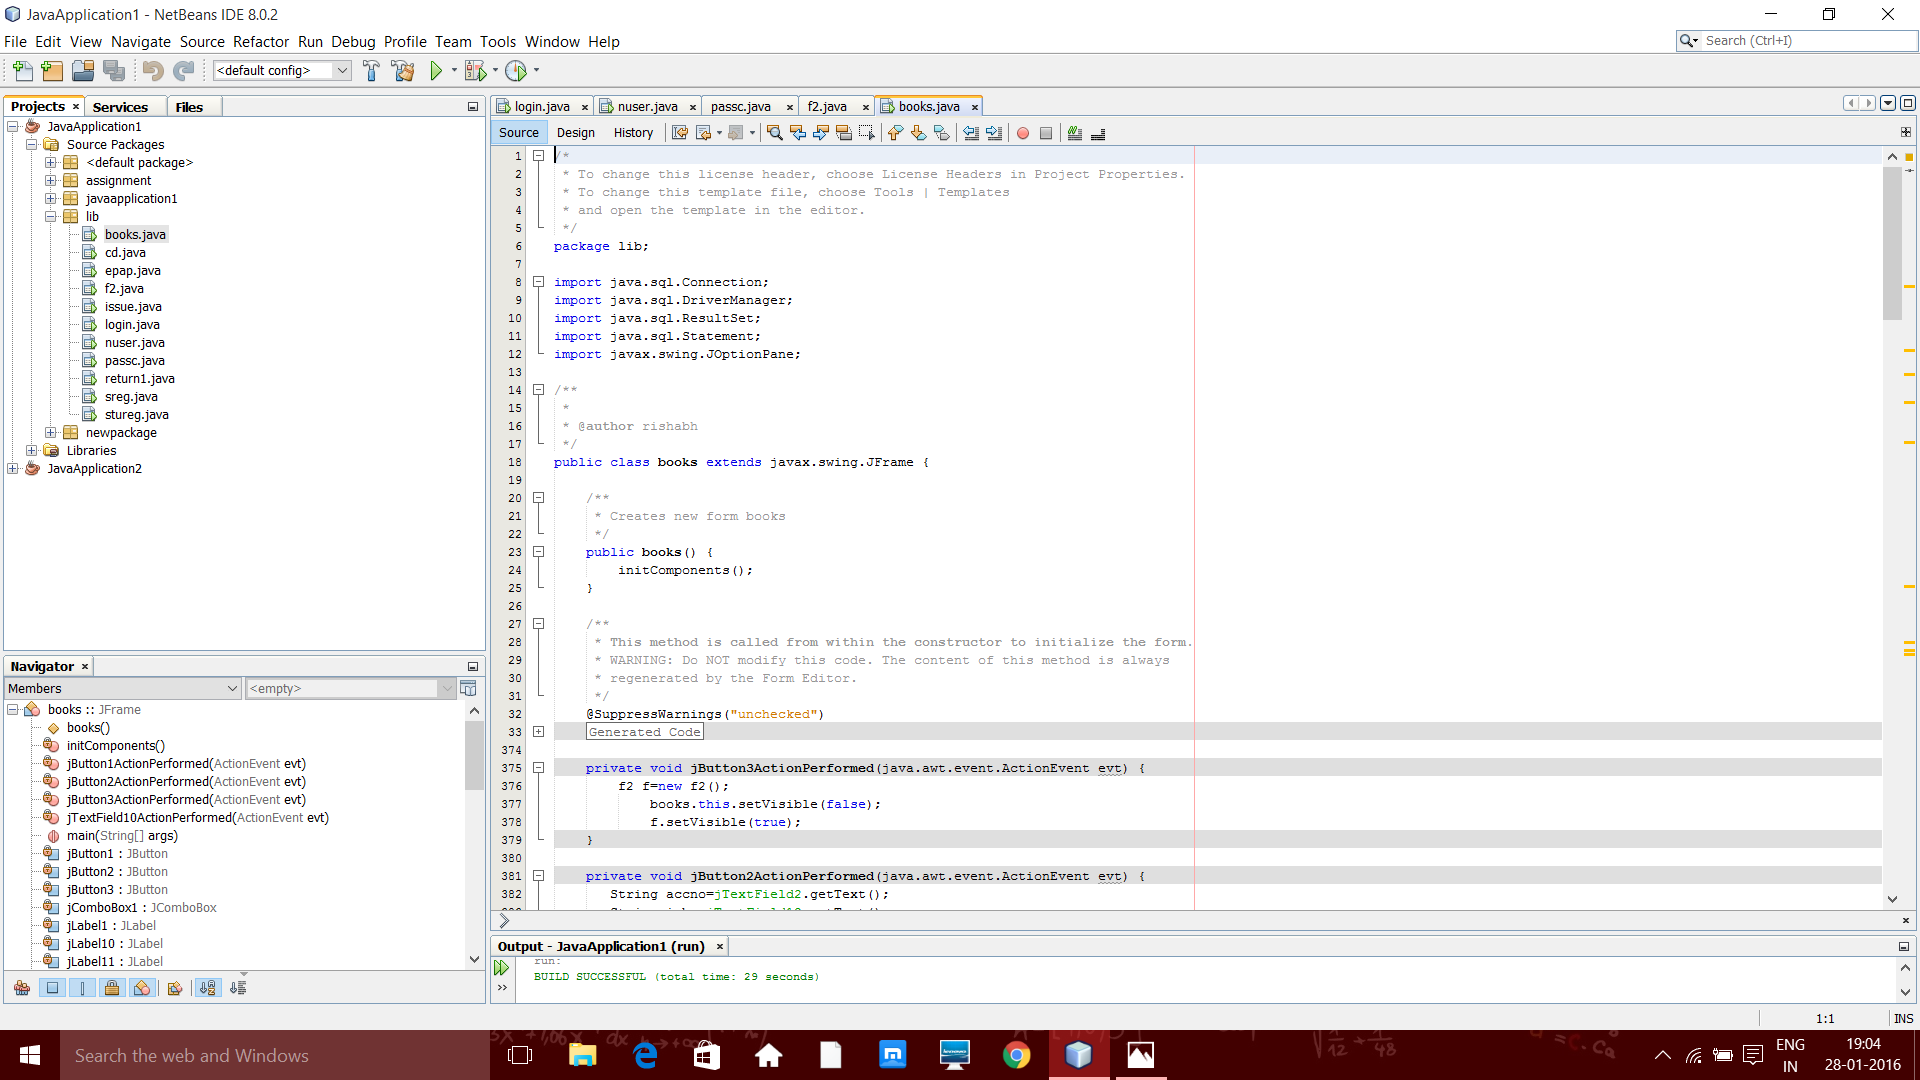 JavaApplication1 - NetBeans IDE 8.0.2
File Edit View Navigate Source Refactor Run Debug Profile Team Tools Window Help
Search (Ctrl+I)
<default config>
Projects
Services
Files
JavaApplication1
Source Packages
<default package>
assignment
javaapplication1
lib
books.java
cd.java
epap.java
f2.java
issue.java
login.java
nuser.java
passc.java
return1.java
sreg.java
stureg.java
newpackage
Libraries
JavaApplication2
Navigator
Members
<empty>
books :: JFrame
books()
initComponents()
jButton1ActionPerformed(ActionEvent evt)
jButton2ActionPerformed(ActionEvent evt)
jButton3ActionPerformed(ActionEvent evt)
jTextField10ActionPerformed(ActionEvent evt)
main(String[] args)
jButton1 : JButton
jButton2 : JButton
jButton3 : JButton
jComboBox1 : JComboBox
jLabel1 : JLabel
jLabel10 : JLabel
jLabel11 : JLabel
login.java
nuser.java
passc.java
f2.java
books.java
Source
Design
History
1 /*
2 * To change this license header, choose License Headers in Project Properties.
3 * To change this template file, choose Tools | Templates
4 * and open the template in the editor.
5 */
6 package lib;
7
8 import java.sql.Connection;
9 import java.sql.DriverManager;
10 import java.sql.ResultSet;
11 import java.sql.Statement;
12 import javax.swing.JOptionPane;
13
14 /**
15 *
16 * @author rishabh
17 */
18 public class books extends javax.swing.JFrame {
19
20 /**
21 * Creates new form books
22 */
23 public books() {
24 initComponents();
25 }
26
27 /**
28 * This method is called from within the constructor to initialize the form.
29 * WARNING: Do NOT modify this code. The content of this method is always
30 * regenerated by the Form Editor.
31 */
32 @SuppressWarnings("unchecked")
33 Generated Code
374
375 private void jButton3ActionPerformed(java.awt.event.ActionEvent evt) {
376 f2 f=new f2();
377 books.this.setVisible(false);
378 f.setVisible(true);
379 }
380
381 private void jButton2ActionPerformed(java.awt.event.ActionEvent evt) {
382 String accno=jTextField2.getText();
Output - JavaApplication1 (run)
run:
BUILD SUCCESSFUL (total time: 29 seconds)
1:1
INS
Search the web and Windows
ENG
IN
19:04
28-01-2016